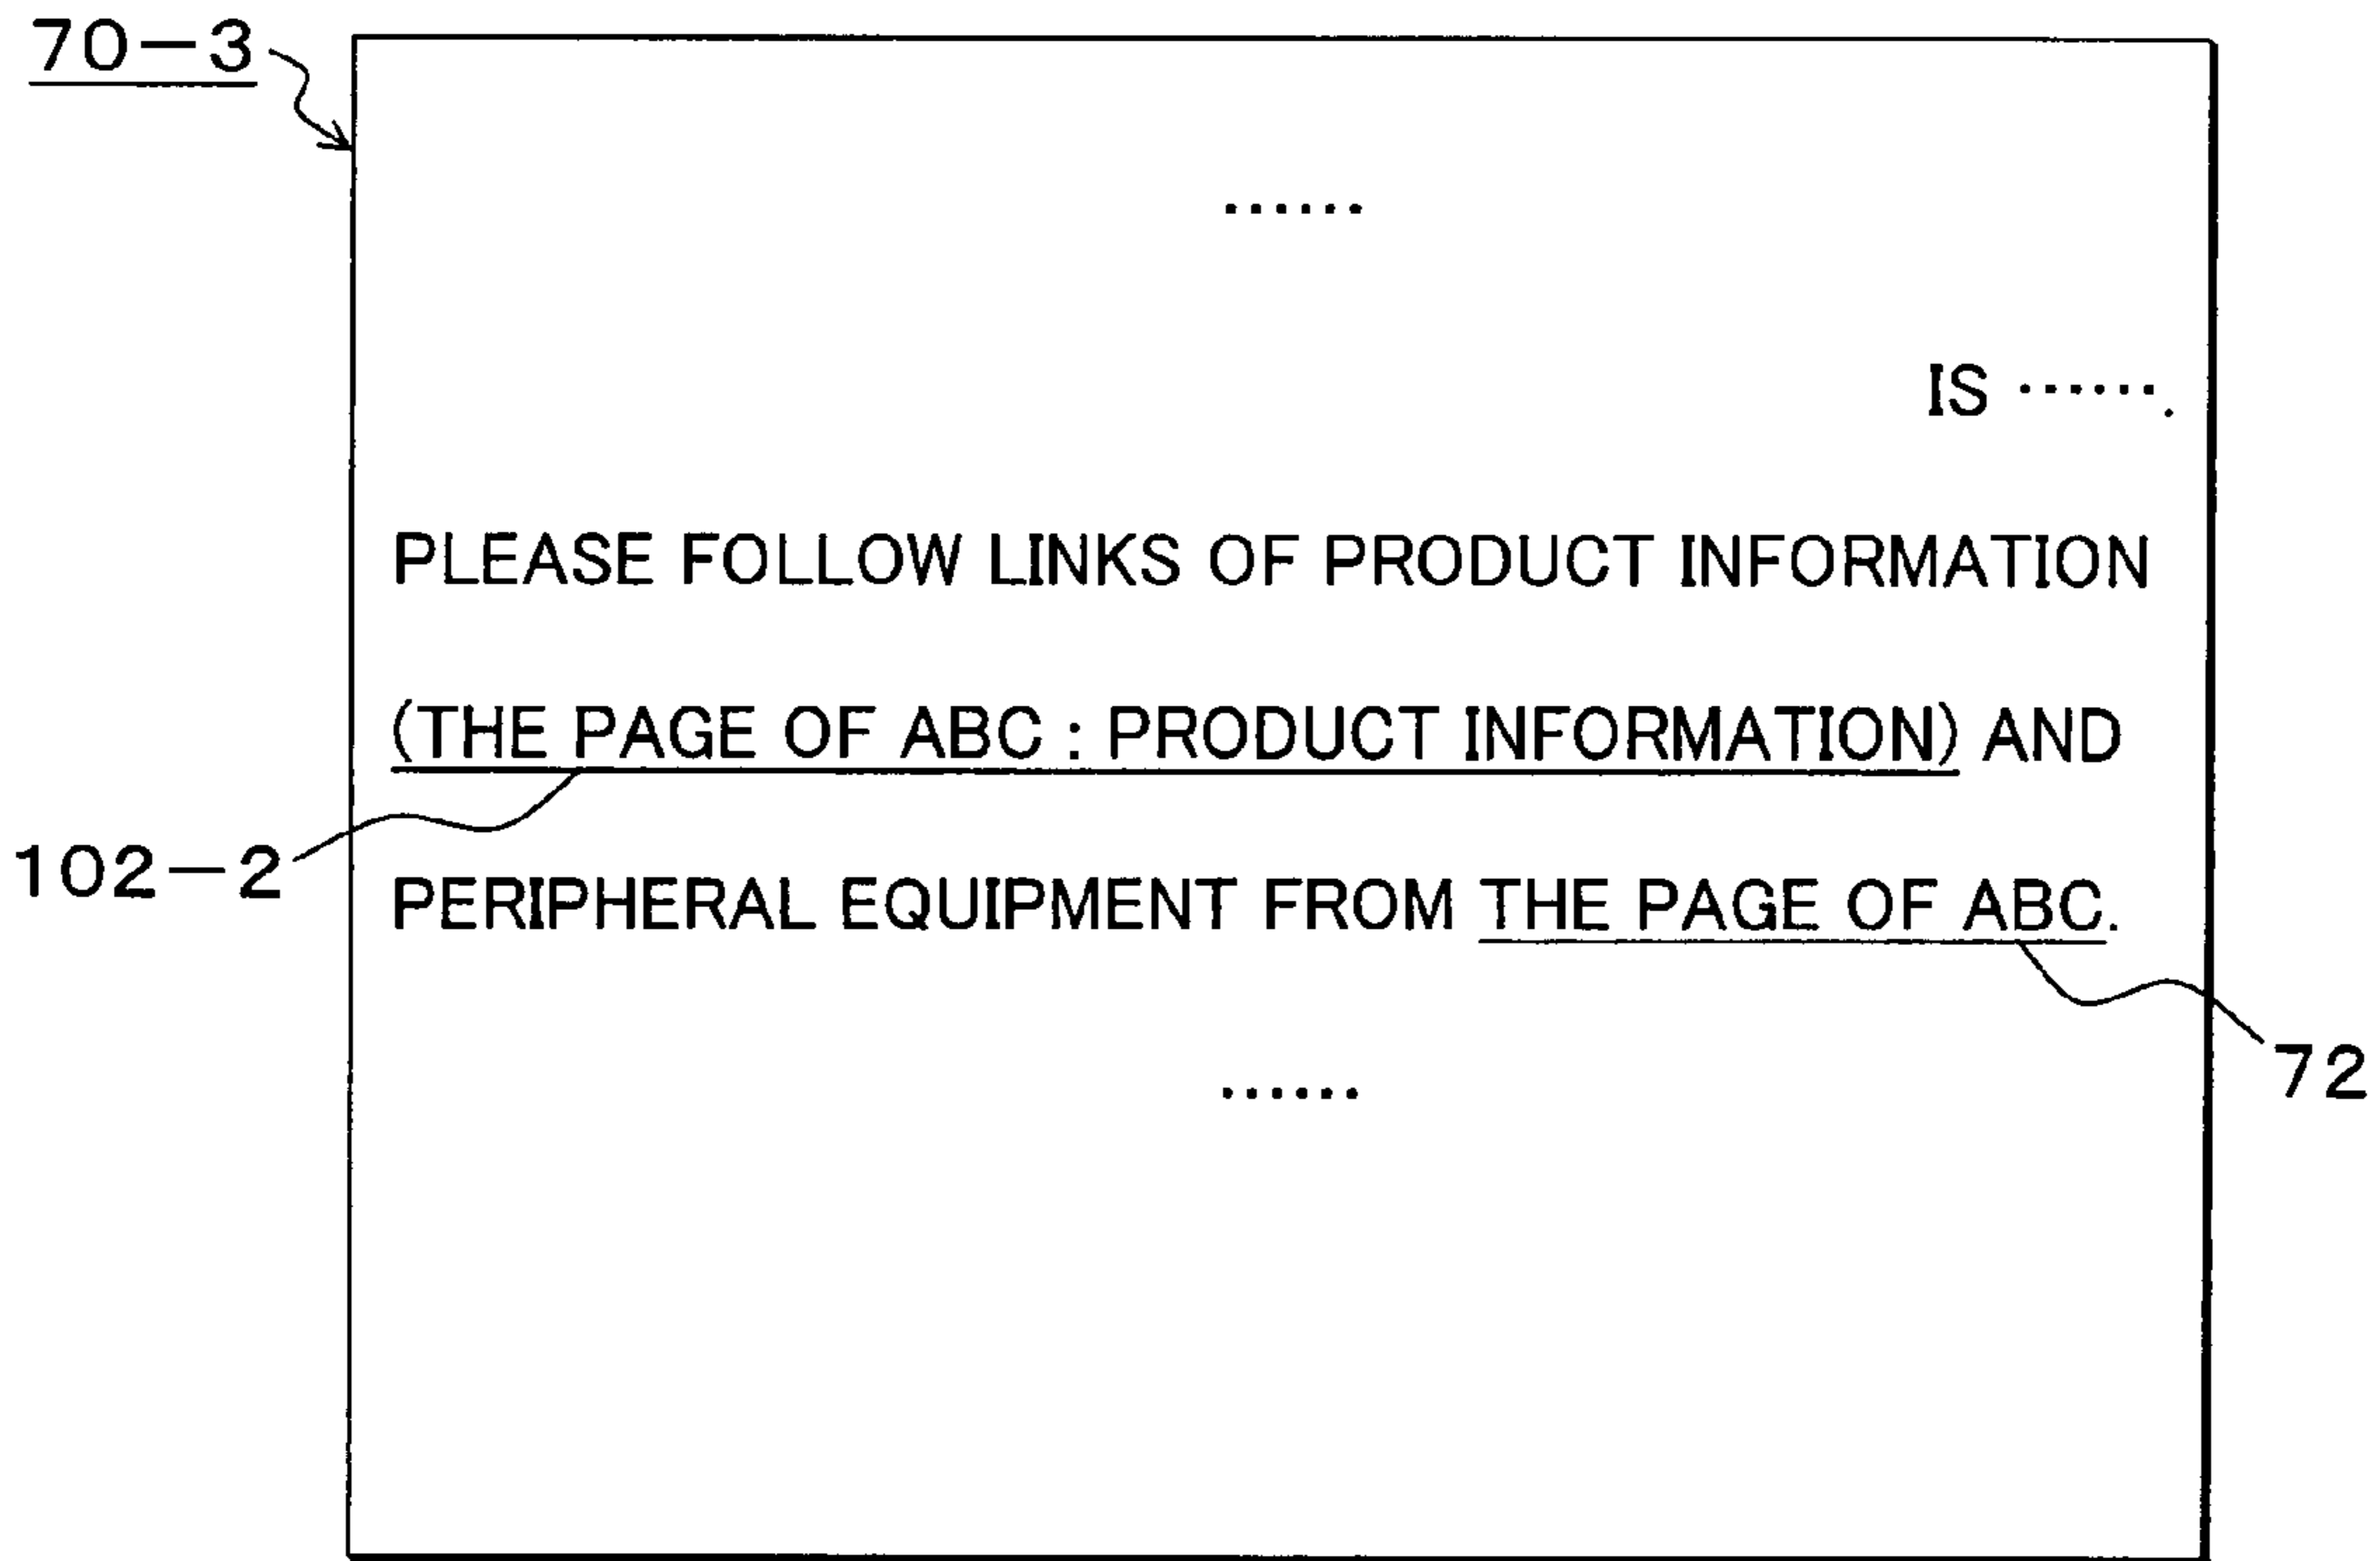 70-3
······
IS ······.
PLEASE FOLLOW LINKS OF PRODUCT INFORMATION
(THE PAGE OF ABC : PRODUCT INFORMATION) AND
102-2
PERIPHERAL EQUIPMENT FROM THE PAGE OF ABC.
72
······